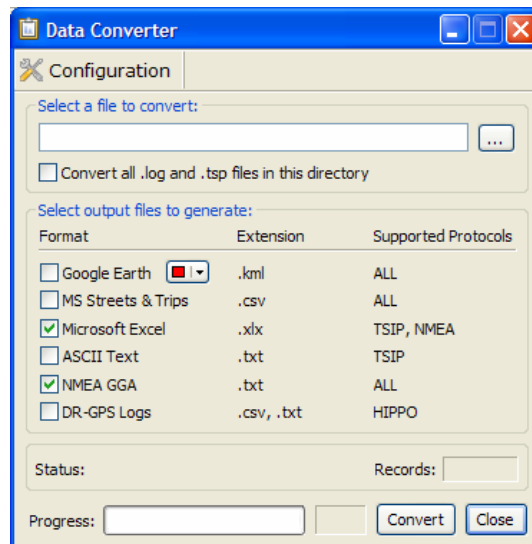 Data Converter
Configuration
Select a file to convert:
...
Convert all .log and .tsp files in this directory
Select output files to generate:
Format Extension Supported Protocols
Google Earth .kml ALL
MS Streets & Trips .csv ALL
Microsoft Excel .xlx TSIP, NMEA
ASCII Text .txt TSIP
NMEA GGA .txt ALL
DR-GPS Logs .csv, .txt HIPPO
Status: Records:
Progress: Convert Close